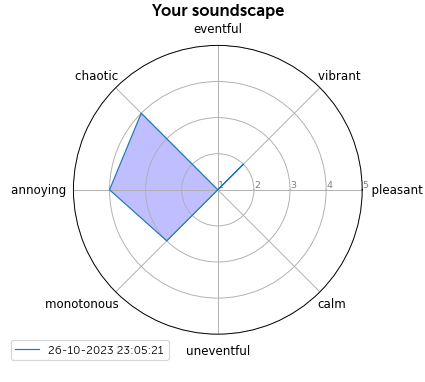 Your soundscape
eventful
chaotic
vibrant
annoying
1
2
3
4
5
pleasant
monotonous
calm
uneventful
26-10-2023 23:05:21